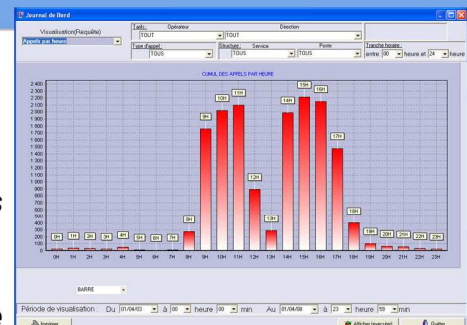 Journal de Bord
Visualisation(Requête)
Appels par heure
Tarifs: Opérateur Direction
TOUT TOUT
Type d'appel: Structure: Service Poste Tranche horaire:
TOUS TOUS TOUS entre 00 heure et 24 heure
CUMUL DES APPELS PAR HEURE
2 400
2 300
2 200
2 100
2 000
1 900
1 800
1 700
1 600
1 500
1 400
1 300
1 200
1 100
1 000
900
800
700
600
500
400
300
200
100
0
0H 1H 2H 3H 4H 5H 6H 7H 8H 9H 10H 11H 12H 13H 14H 15H 16H 17H 18H 19H 20H 21H 22H 23H
0H 1H 2H 3H 4H 5H 6H 7H 8H 9H 10H 11H 12H 13H 14H 15H 16H 17H 18H 19H 20H 21H 22H 23H
BARRE
Période de visualisation : Du 01/04/03 à 00 heure 00 min Au 01/04/08 à 23 heure 59 min
Imprimer Afficher (executer) Quitter